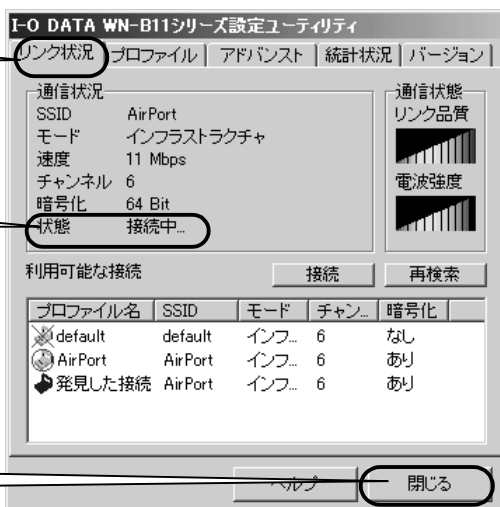 I-O DATA WN-B11シリーズ設定ユーティリティ
リンク状況 プロファイル アドバンスト 統計状況 バージョン
通信状況 通信状態
SSID AirPort リンク品質
モード インフラストラクチャ
速度 11 Mbps
チャンネル 6 電波強度
暗号化 64 Bit
状態 接続中...
利用可能な接続 接続 再検索
プロファイル名 SSID モード チャン... 暗号化
default default インフ... 6 なし
AirPort AirPort インフ... 6 あり
発見した接続 AirPort インフ... 6 あり
ヘルプ 閉じる